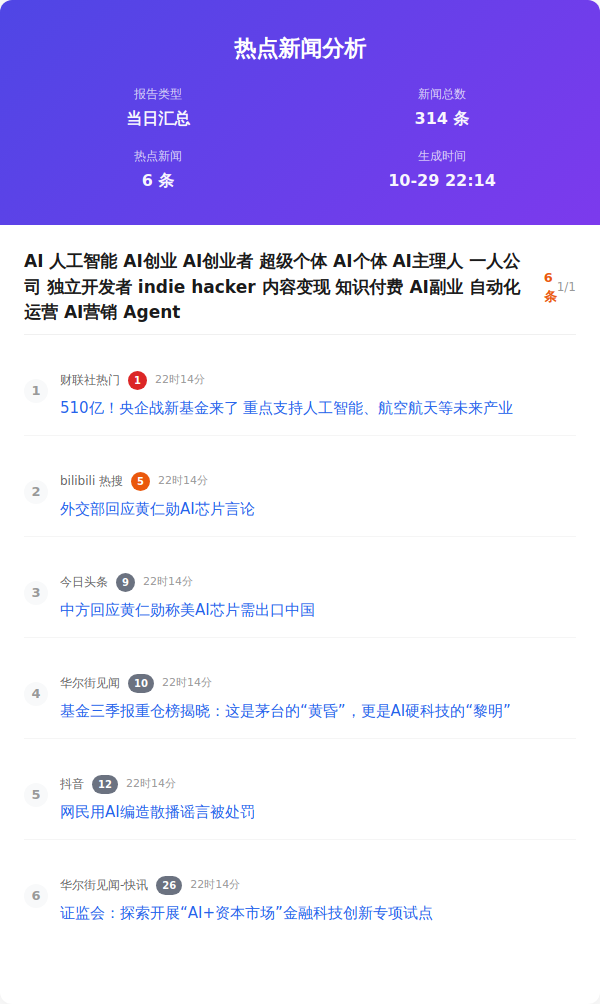 热点新闻分析
报告类型
新闻总数
当日汇总
314 条
热点新闻
生成时间
6 条
10-29 22:14
AI 人工智能 AI创业 AI创业者 超级个体 AI个体 AI主理人 一人公
司 独立开发者 indie hacker 内容变现 知识付费 AI副业 自动化
运营 AI营销 Agent
6
条
1/1
1
财联社热门 1 22时14分
510亿！央企战新基金来了 重点支持人工智能、航空航天等未来产业
2
bilibili 热搜 5 22时14分
外交部回应黄仁勋AI芯片言论
3
今日头条 9 22时14分
中方回应黄仁勋称美AI芯片需出口中国
4
华尔街见闻 10 22时14分
基金三季报重仓榜揭晓：这是茅台的“黄昏”，更是AI硬科技的“黎明”
5
抖音 12 22时14分
网民用AI编造散播谣言被处罚
6
华尔街见闻-快讯 26 22时14分
证监会：探索开展“AI+资本市场”金融科技创新专项试点